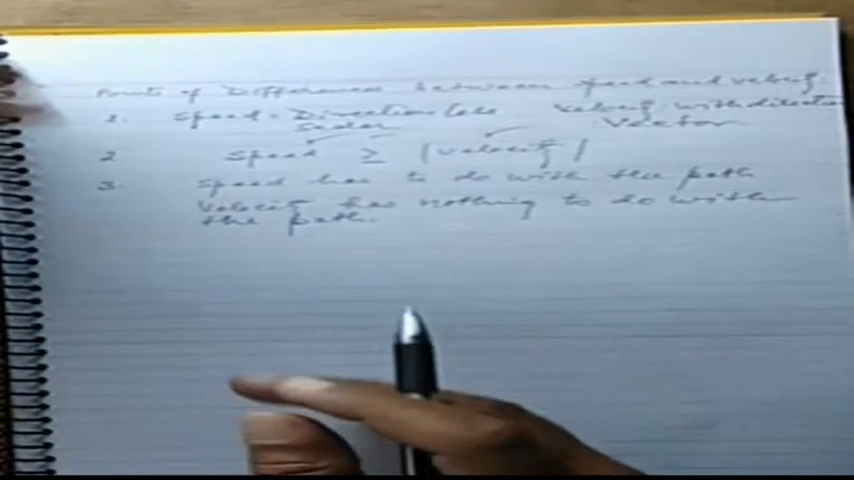 Points of Difference between speed and velocity.
1. Speed = Directionless Velocity : with direction
Scalar Vector
2 Speed ≥ |velocity|
3. Speed has to do with the path
Velocity has nothing to do with
the path.